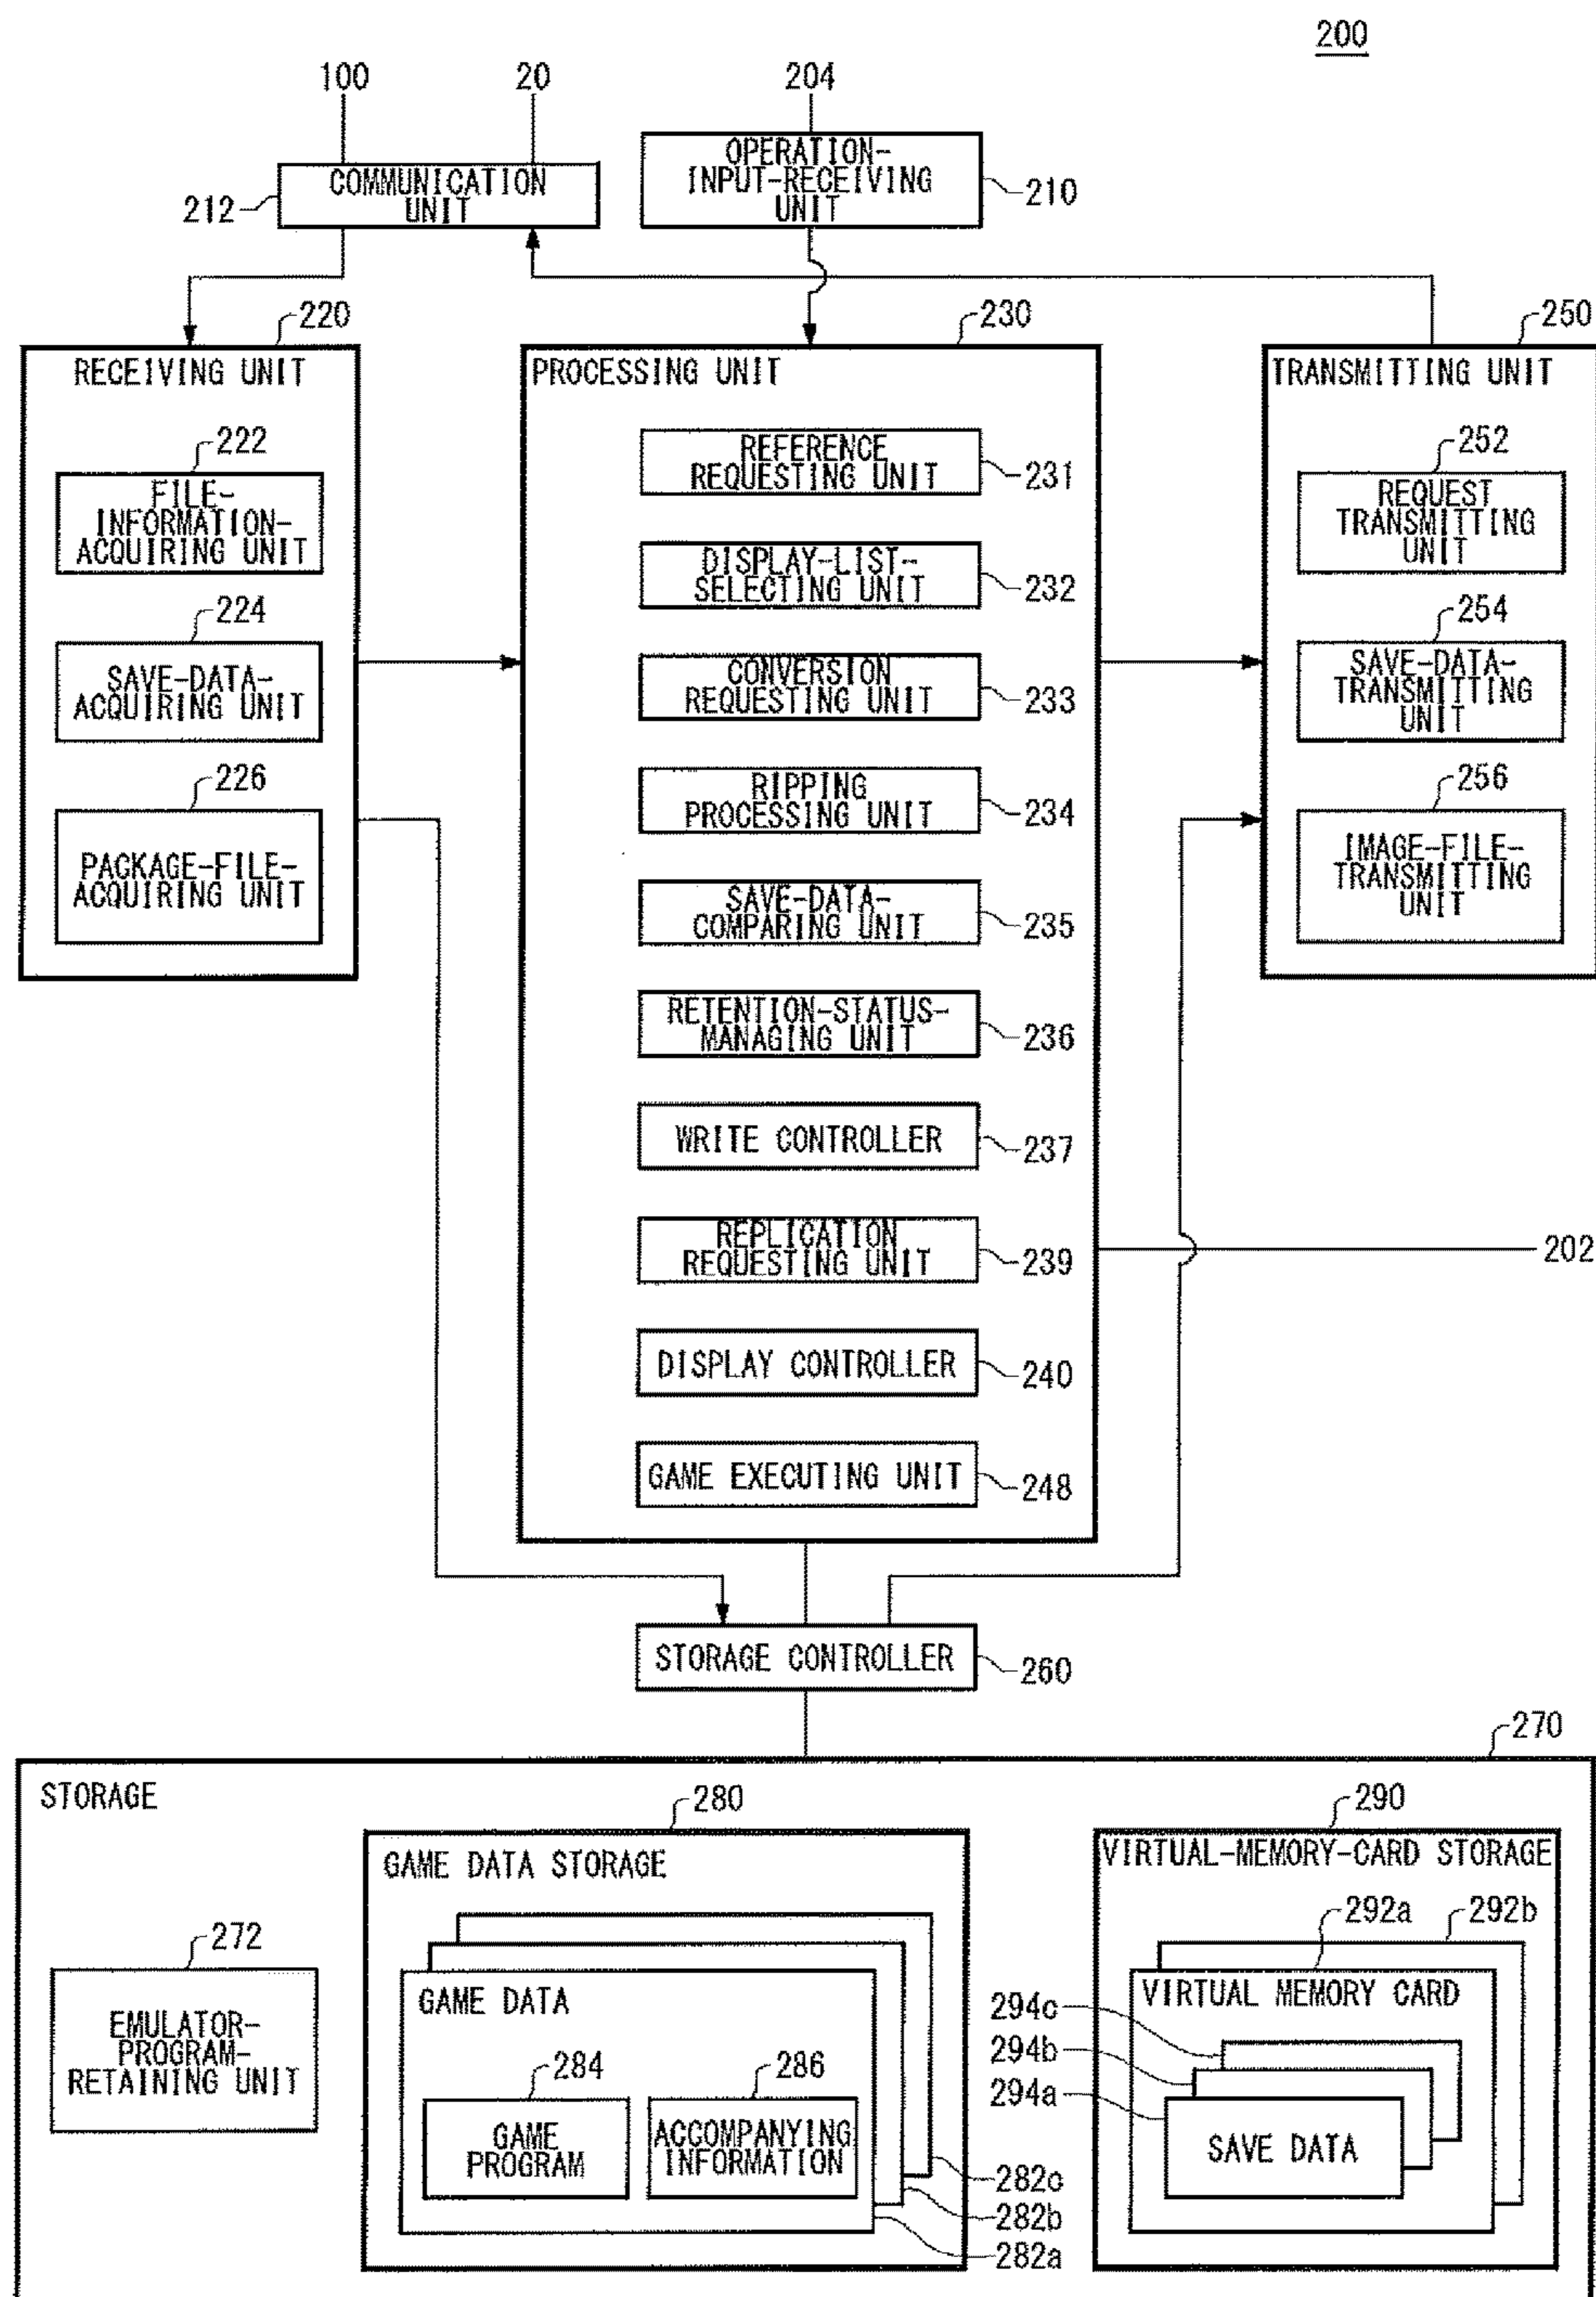 200
100
20
204
COMMUNICATION
UNIT
212
OPERATION-
INPUT-RECEIVING
UNIT
210
220
RECEIVING UNIT
222
FILE-
INFORMATION-
ACQUIRING UNIT
224
SAVE-DATA-
ACQUIRING UNIT
226
PACKAGE-FILE-
ACQUIRING UNIT
230
PROCESSING UNIT
REFERENCE
REQUESTING UNIT
231
DISPLAY-LIST-
SELECTING UNIT
232
CONVERSION
REQUESTING UNIT
233
RIPPING
PROCESSING UNIT
234
SAVE-DATA-
COMPARING UNIT
235
RETENTION-STATUS-
MANAGING UNIT
236
WRITE CONTROLLER
237
REPLICATION
REQUESTING UNIT
239
DISPLAY CONTROLLER
240
GAME EXECUTING UNIT
248
250
TRANSMITTING UNIT
252
REQUEST
TRANSMITTING
UNIT
254
SAVE-DATA-
TRANSMITTING
UNIT
256
IMAGE-FILE-
TRANSMITTING
UNIT
202
STORAGE CONTROLLER
260
270
STORAGE
272
EMULATOR-
PROGRAM-
RETAINING UNIT
280
GAME DATA STORAGE
GAME DATA
284
GAME
PROGRAM
286
ACCOMPANYING
INFORMATION
282c
282b
282a
290
VIRTUAL-MEMORY-CARD STORAGE
292a
292b
VIRTUAL MEMORY CARD
294c
294b
294a
SAVE DATA